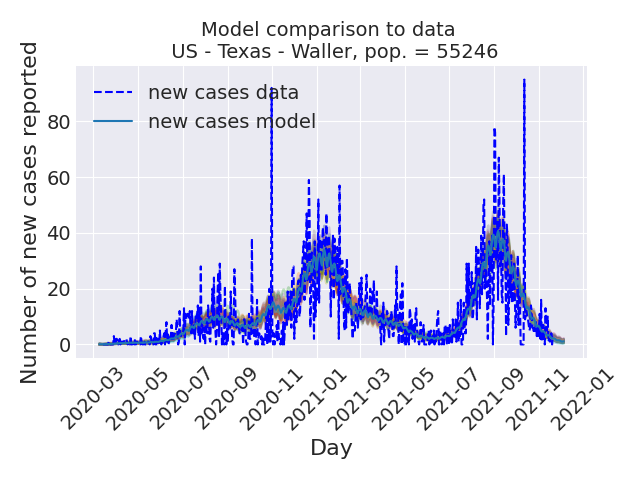 Model comparison to data
US - Texas - Waller, pop. = 55246
Number of new cases reported
new cases data
new cases model
80
60
40
20
0
2020-03
2020-05
2020-07
2020-09
2020-11
2021-01
2021-03
2021-05
2021-07
2021-09
2021-11
2022-01
Day